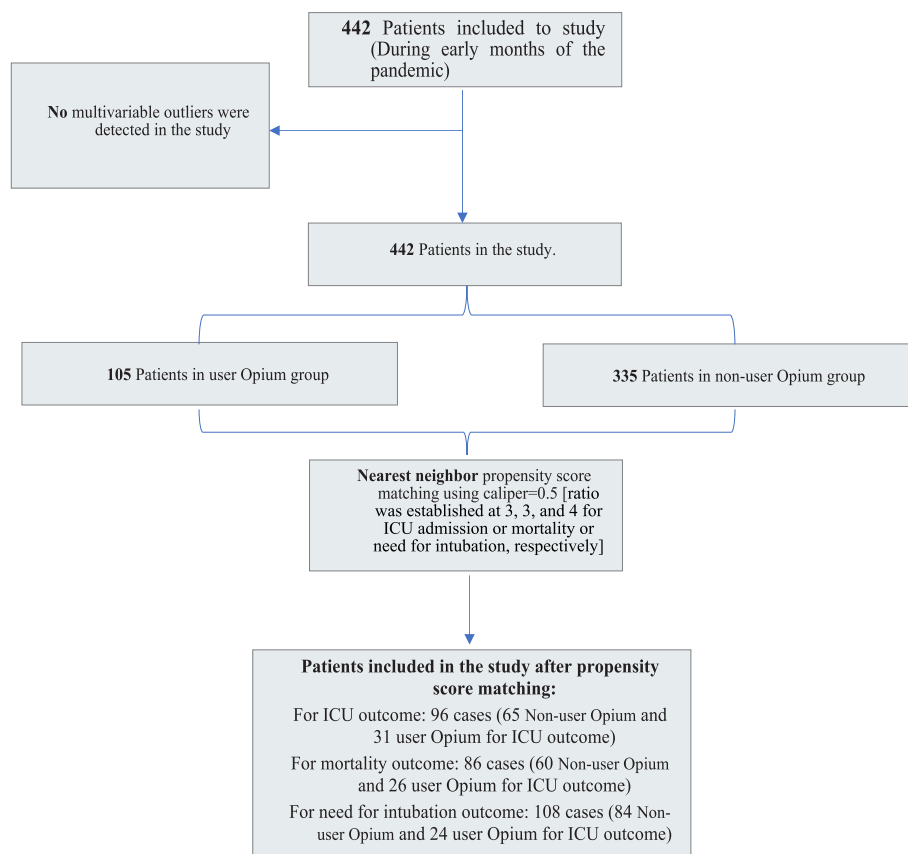 442 Patients included to study
(During early months of the
pandemic)
No multivariable outliers were
detected in the study
442 Patients in the study.
105 Patients in user Opium group
335 Patients in non-user Opium group
Nearest neighbor propensity score
matching using caliper=0.5 [ratio
was established at 3, 3, and 4 for
ICU admission or mortality or
need for intubation, respectively]
Patients included in the study after propensity
score matching:
For ICU outcome: 96 cases (65 Non-user Opium and
31 user Opium for ICU outcome)
For mortality outcome: 86 cases (60 Non-user Opium
and 26 user Opium for ICU outcome)
For need for intubation outcome: 108 cases (84 Non-
user Opium and 24 user Opium for ICU outcome)